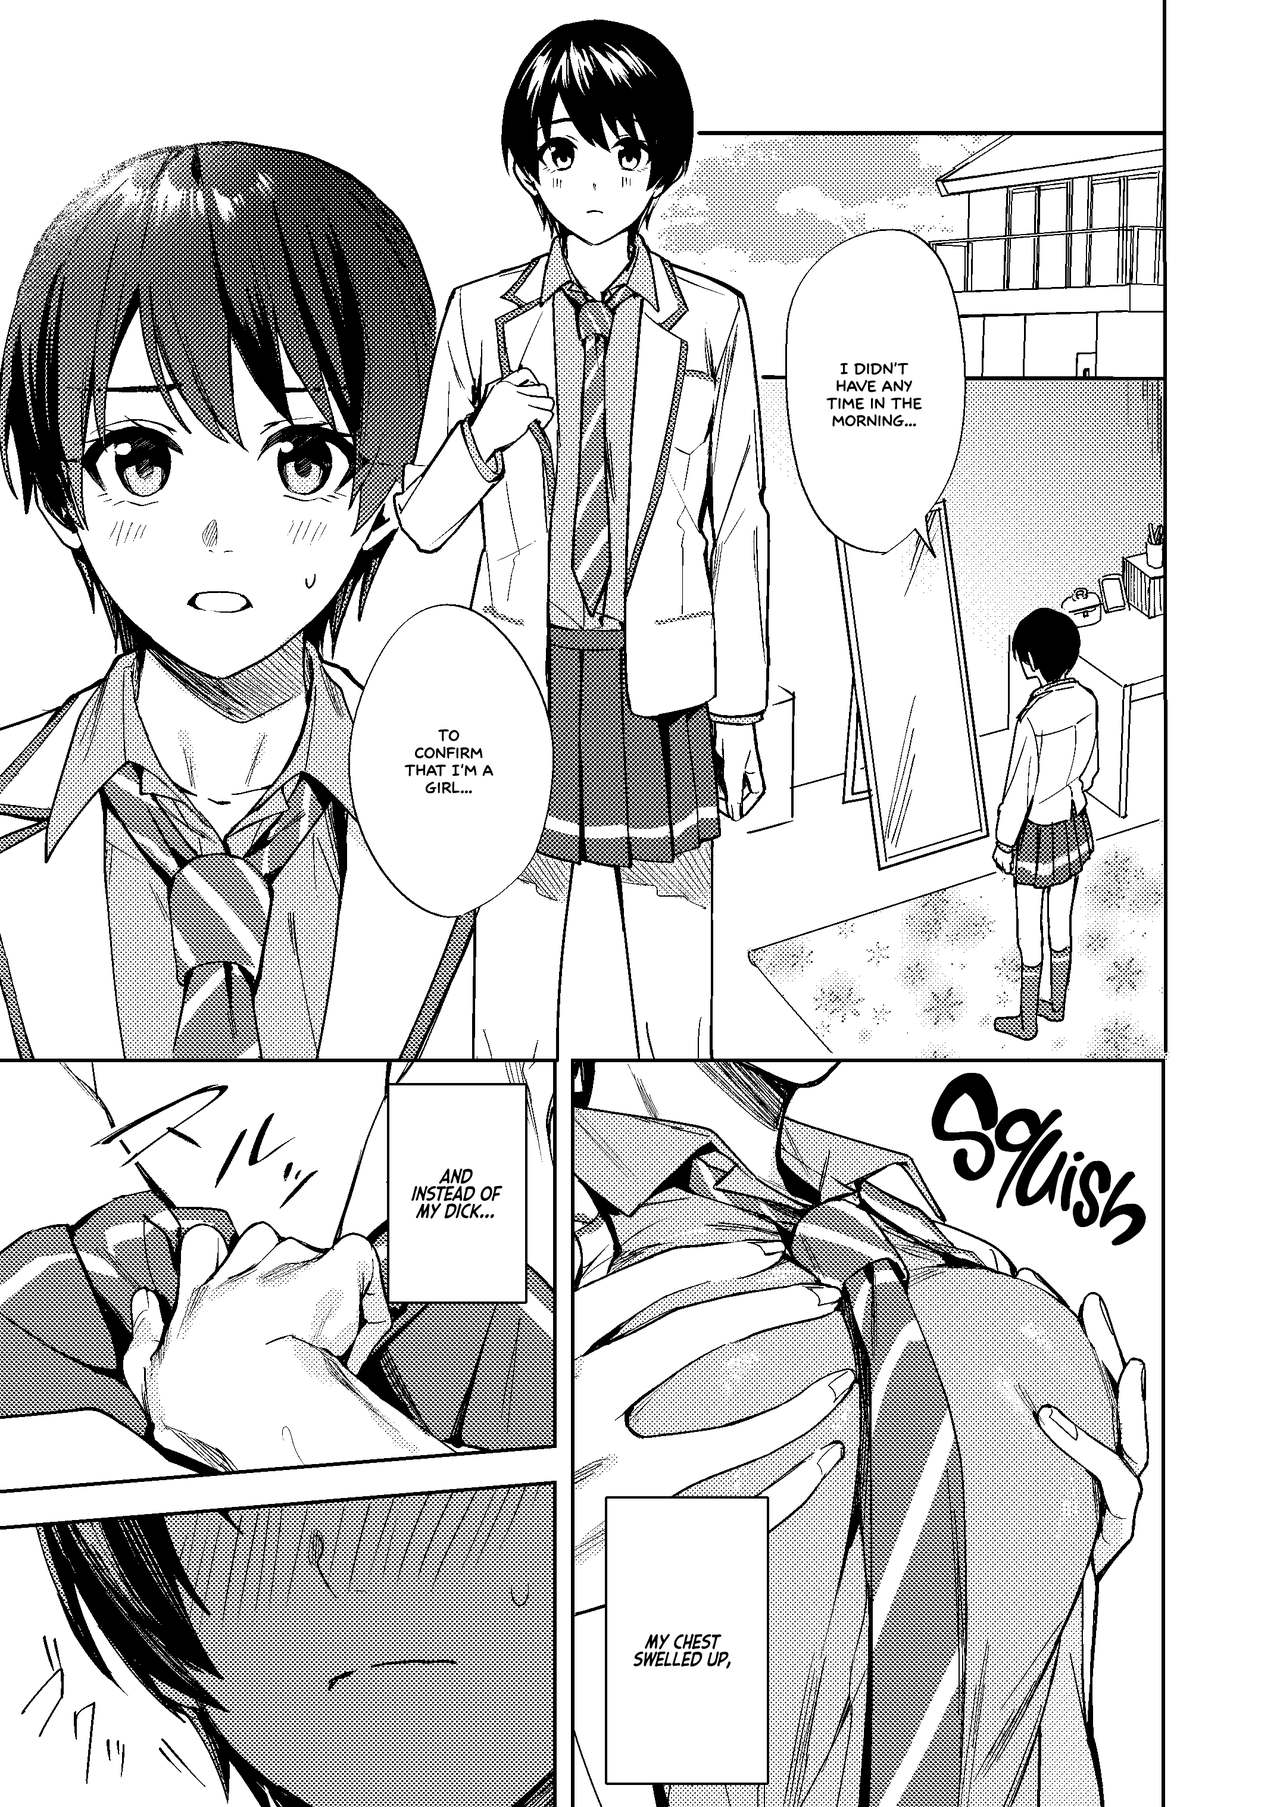 I DIDN'T
HAVE ANY
TIME IN THE
MORNING...
TO
CONFIRM
THAT I'M A
GIRL...
Squish
MY CHEST
SWELLED UP,
AND
INSTEAD OF
MY DICK...